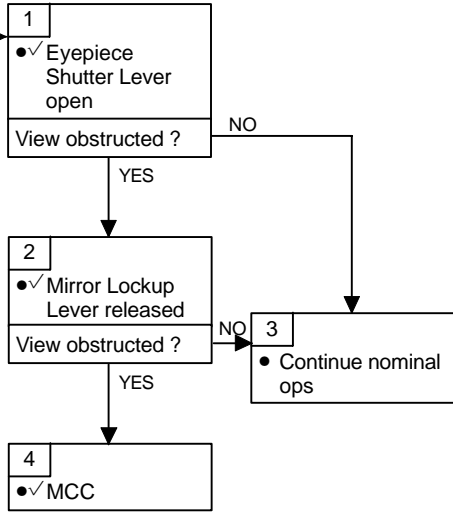 1
●✓ Eyepiece
Shutter Lever
open
View obstructed ?
NO
YES
2
●✓ Mirror Lockup
Lever released
View obstructed ?
NO
YES
3
● Continue nominal
ops
4
●✓ MCC